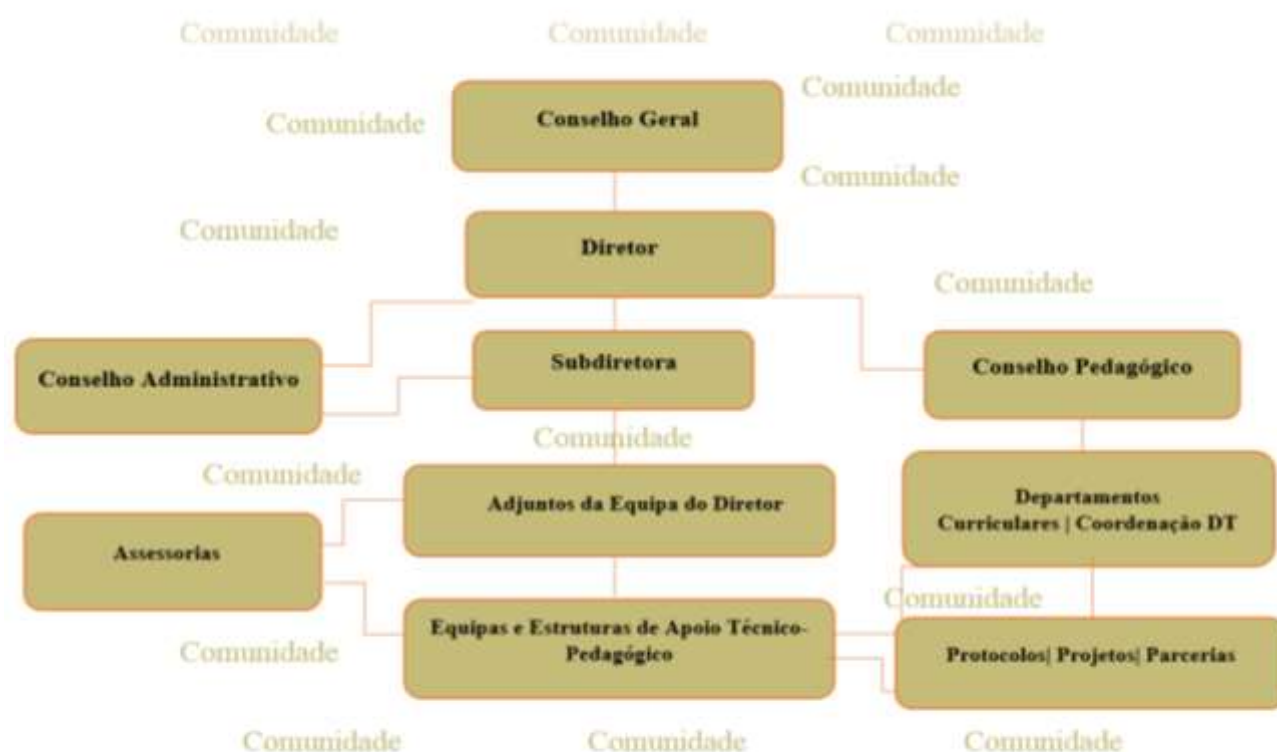 Comunidade Comunidade Comunidade
Comunidade
Conselho Geral
Comunidade
Comunidade
Comunidade
Diretor
Comunidade
Subdiretora
Conselho Administrativo
Conselho Pedagógico
Comunidade
Comunidade
Adjuntos da Equipa do Diretor
Departamentos
Curriculares | Coordenação DT
Assessorias
Comunidade
Equipas e Estruturas de Apoio Técnico-
Pedagógico
Protocolos| Projetos| Parcerias
Comunidade
Comunidade Comunidade Comunidade